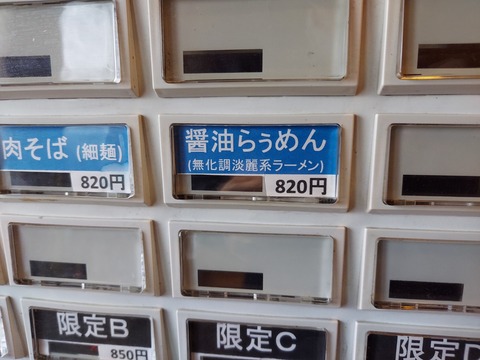 肉そば (細麺)
820円
醤油らぅめん
(無化調淡麗系ラーメン)
820円
限定B
850円
限定C
限定D